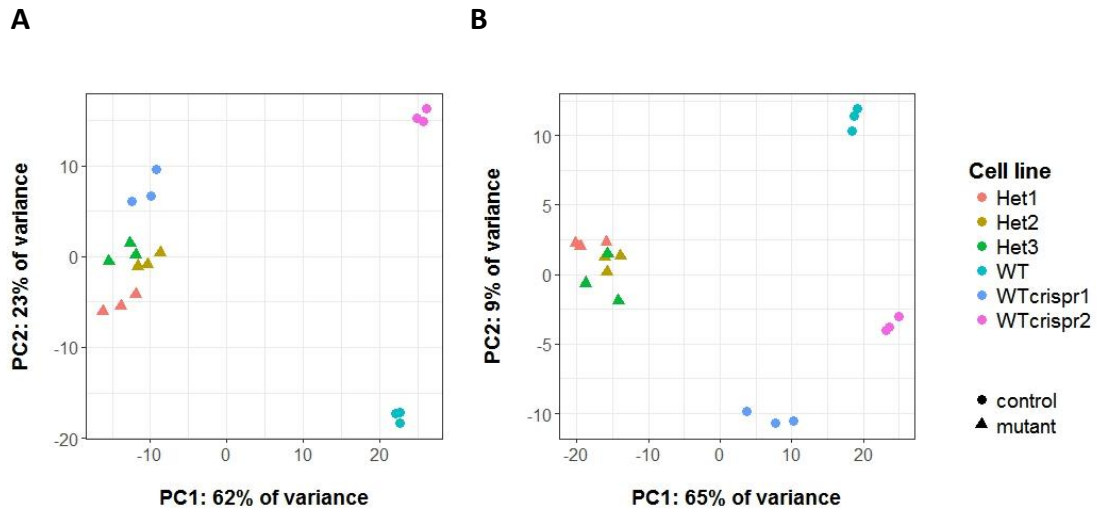 A
B
PC2: 23% of variance
10
0
-10
-20
-10
0
10
20
PC1: 62% of variance
PC2: 9% of variance
10
5
0
-5
-10
-20
-10
0
10
20
PC1: 65% of variance
Cell line
Het1
Het2
Het3
WT
WTcrispr1
WTcrispr2
control
mutant